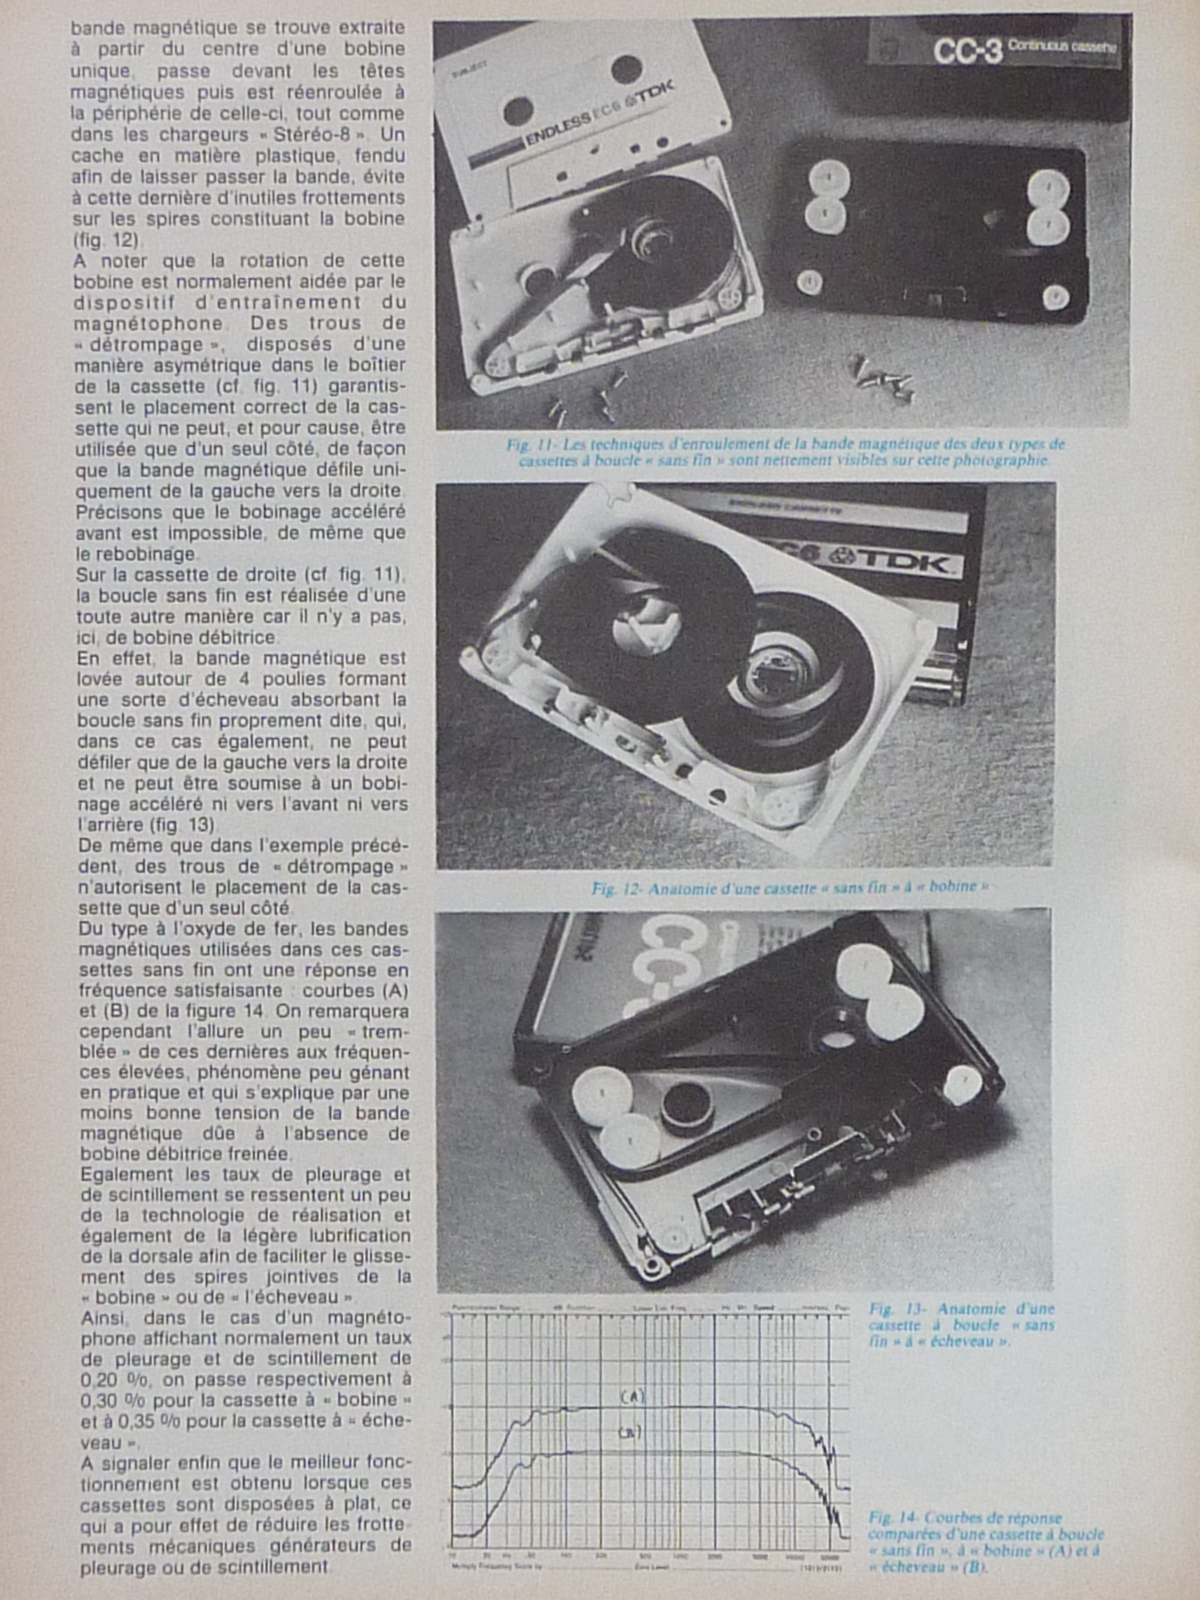 bande magnétique se trouve extraite
à partir du centre d'une bobine
unique, passe devant les têtes
magnétiques puis est réenroulée à
la périphérie de celle-ci, tout comme
dans les chargeurs « Stéréo-8 ». Un
cache en matière plastique, fendu
afin de laisser passer la bande, évite
à cette dernière d'inutiles frottements
sur les spires constituant la bobine
(fig. 12).
A noter que la rotation de cette
bobine est normalement aidée par le
dispositif d'entraînement du
magnétophone. Des trous de
« détrompage », disposés d'une
manière asymétrique dans le boîtier
de la cassette (cf. fig. 11) garantis-
sent le placement correct de la cas-
sette qui ne peut, et pour cause, être
utilisée que d'un seul côté, de façon
que la bande magnétique défile uni-
quement de la gauche vers la droite.
Précisons que le bobinage accéléré
avant est impossible, de même que
le rebobinage.
Sur la cassette de droite (cf. fig. 11),
la boucle sans fin est réalisée d'une
toute autre manière car il n'y a pas,
ici, de bobine débitrice.
En effet, la bande magnétique est
lovée autour de 4 poulies formant
une sorte d'écheveau absorbant la
boucle sans fin proprement dite, qui,
dans ce cas également, ne peut
défiler que de la gauche vers la droite
et ne peut être soumise à un bobi-
nage accéléré ni vers l'avant ni vers
l'arrière (fig. 13).
De même que dans l'exemple précé-
dent, des trous de « détrompage »
n'autorisent le placement de la cas-
sette que d'un seul côté.
Du type à l'oxyde de fer, les bandes
magnétiques utilisées dans ces cas-
settes sans fin ont une réponse en
fréquence satisfaisante : courbes (A)
et (B) de la figure 14. On remarquera
cependant l'allure un peu « trem-
blée » de ces dernières aux fréquen-
ces élevées, phénomène peu gênant
en pratique et qui s'explique par une
moins bonne tension de la bande
magnétique dûe à l'absence de
bobine débitrice freinée.
Egalement les taux de pleurage et
de scintillement se ressentent un peu
de la technologie de réalisation et
également de la légère lubrification
de la dorsale afin de faciliter le glisse-
ment des spires jointives de la
« bobine » ou de « l'écheveau ».
Ainsi, dans le cas d'un magnéto-
phone affichant normalement un taux
de pleurage et de scintillement de
0,20 %, on passe respectivement à
0,30 % pour la cassette à « bobine »
et à 0,35 % pour la cassette à « éche-
veau ».
A signaler enfin que le meilleur fonc-
tionnement est obtenu lorsque ces
cassettes sont disposées à plat, ce
qui a pour effet de réduire les frotte-
ments mécaniques générateurs de
pleurage ou de scintillement.
SUBJECT
ENDLESS EC6 TDK
CC-3 Continuous cassette
Fig. 11- Les techniques d'enroulement de la bande magnétique des deux types de
cassettes à boucle « sans fin » sont nettement visibles sur cette photographie.
EC6 TDK
Fig. 12- Anatomie d'une cassette « sans fin » à « bobine »
CC-
Fig. 13- Anatomie d'une
cassette à boucle « sans
fin » à « écheveau ».
Potentiometer Range
dB Rectifier
Lower Lim. Freq.
(A)
(B)
Multiply Frequency Scale by
Zero Level
Fig. 14- Courbes de réponse
comparées d'une cassette à boucle
« sans fin », à « bobine » (A) et à
« écheveau » (B).